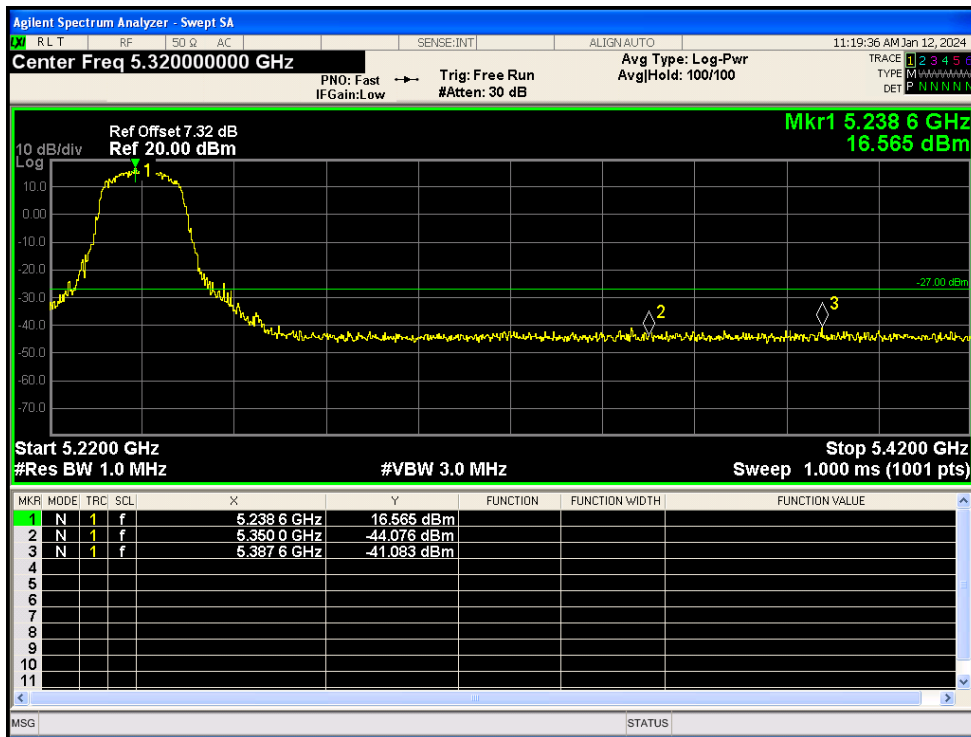 Agilent Spectrum Analyzer - Swept SA
LXI R L T RF 50 Ω AC SENSE:INT ALIGN AUTO 11:19:36 AM Jan 12, 2024
Center Freq 5.320000000 GHz
PNO: Fast
IFGain:Low
Trig: Free Run
#Atten: 30 dB
Avg Type: Log-Pwr
Avg|Hold: 100/100
TRACE 1 2 3 4 5 6
TYPE M
DET P N N N N N
Mkr1 5.238 6 GHz
16.565 dBm
Ref Offset 7.32 dB
Ref 20.00 dBm
10 dB/div
Log
10.0
0.00
-10.0
-20.0
-30.0
-40.0
-50.0
-60.0
-70.0
1
2
3
-27.00 dBm
Start 5.2200 GHz Stop 5.4200 GHz
#Res BW 1.0 MHz #VBW 3.0 MHz Sweep 1.000 ms (1001 pts)
MKR MODE TRC SCL X Y FUNCTION FUNCTION WIDTH FUNCTION VALUE
1 N 1 f 5.238 6 GHz 16.565 dBm
2 N 1 f 5.350 0 GHz -44.076 dBm
3 N 1 f 5.387 6 GHz -41.083 dBm
4
5
6
7
8
9
10
11
MSG STATUS